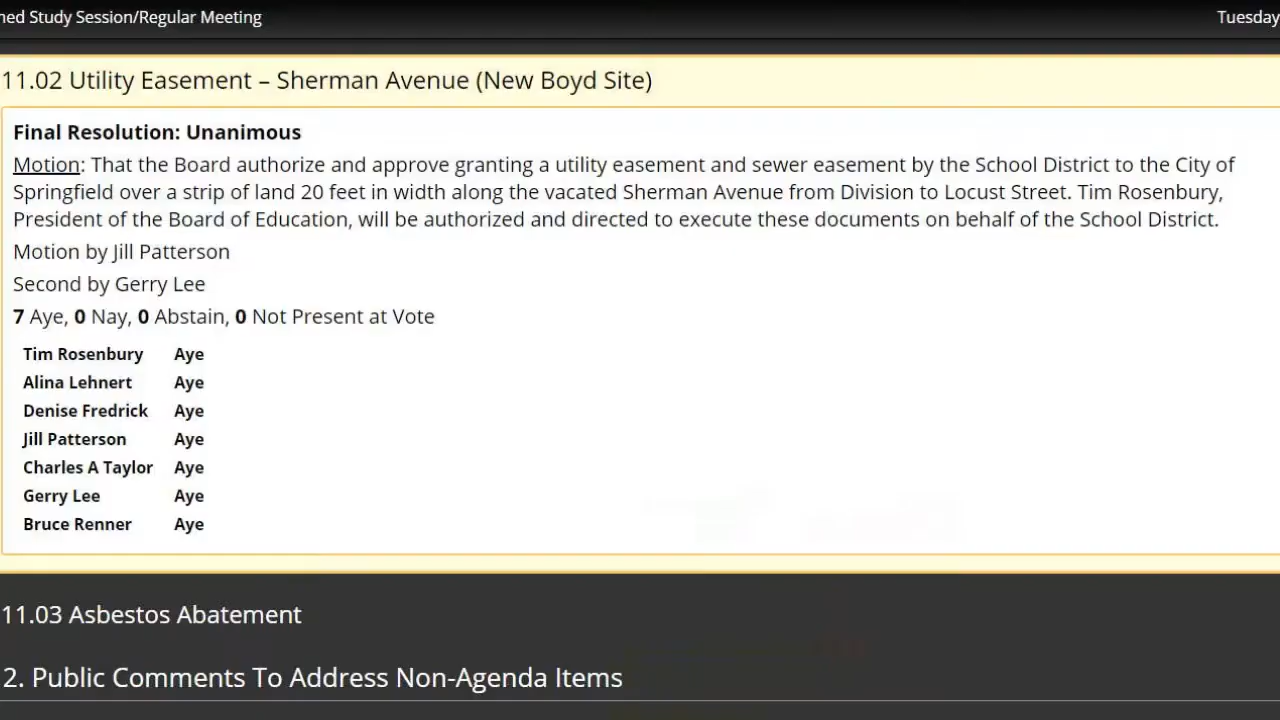 ned Study Session/Regular Meeting
Tuesday
11.02 Utility Easement – Sherman Avenue (New Boyd Site)
Final Resolution: Unanimous
Motion: That the Board authorize and approve granting a utility easement and sewer easement by the School District to the City of
Springfield over a strip of land 20 feet in width along the vacated Sherman Avenue from Division to Locust Street. Tim Rosenbury,
President of the Board of Education, will be authorized and directed to execute these documents on behalf of the School District.
Motion by Jill Patterson
Second by Gerry Lee
7 Aye, 0 Nay, 0 Abstain, 0 Not Present at Vote
Tim Rosenbury Aye
Alina Lehnert Aye
Denise Fredrick Aye
Jill Patterson Aye
Charles A Taylor Aye
Gerry Lee Aye
Bruce Renner Aye
11.03 Asbestos Abatement
2. Public Comments To Address Non-Agenda Items